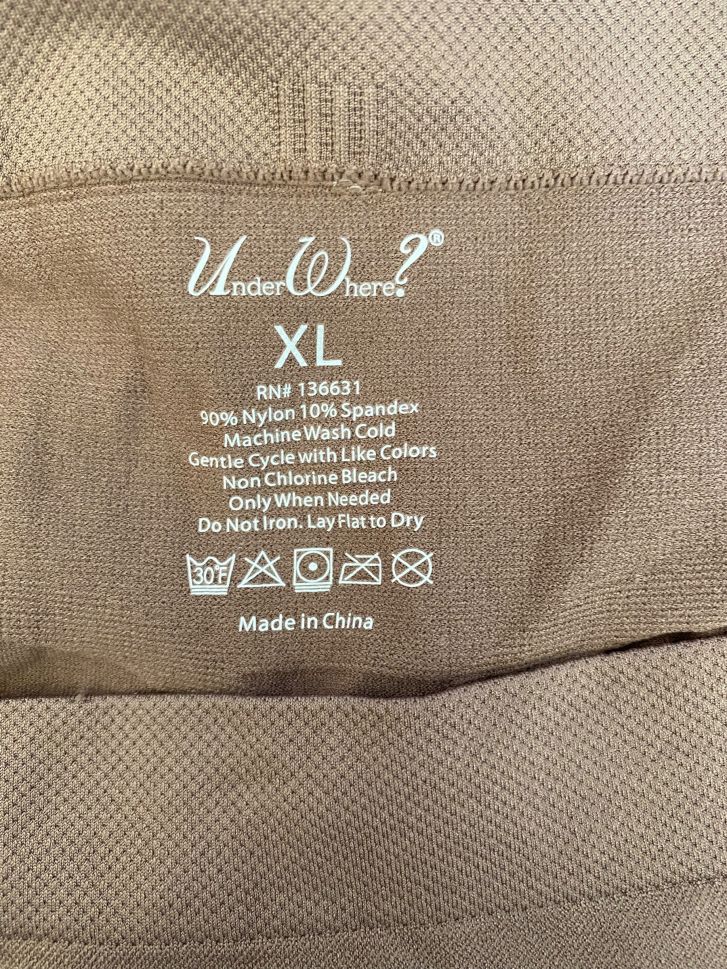 UnderWhere?®
XL
RN# 136631
90% Nylon 10% Spandex
Machine Wash Cold
Gentle Cycle with Like Colors
Non Chlorine Bleach
Only When Needed
Do Not Iron. Lay Flat to Dry
30°F
Made in China